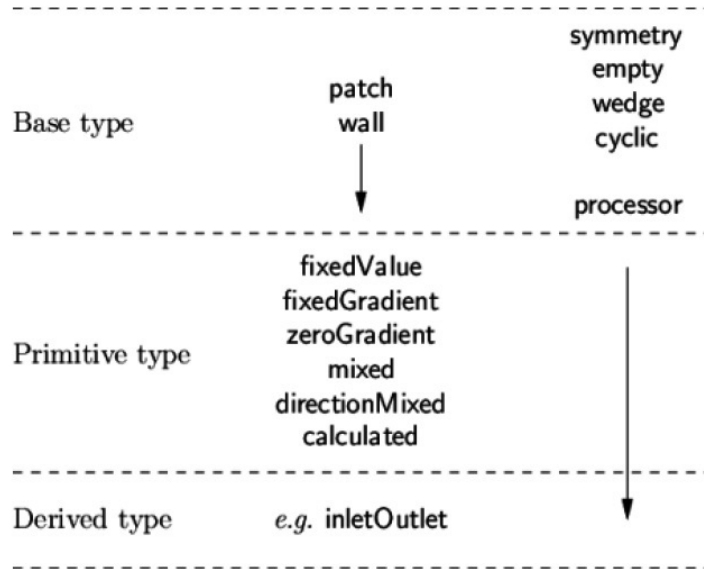 symmetry
empty
patch wedge
Base type wall cyclic
processor
fixedValue
fixedGradient
zeroGradient
Primitive type mixed
directionMixed
calculated
Derived type e.g. inletOutlet